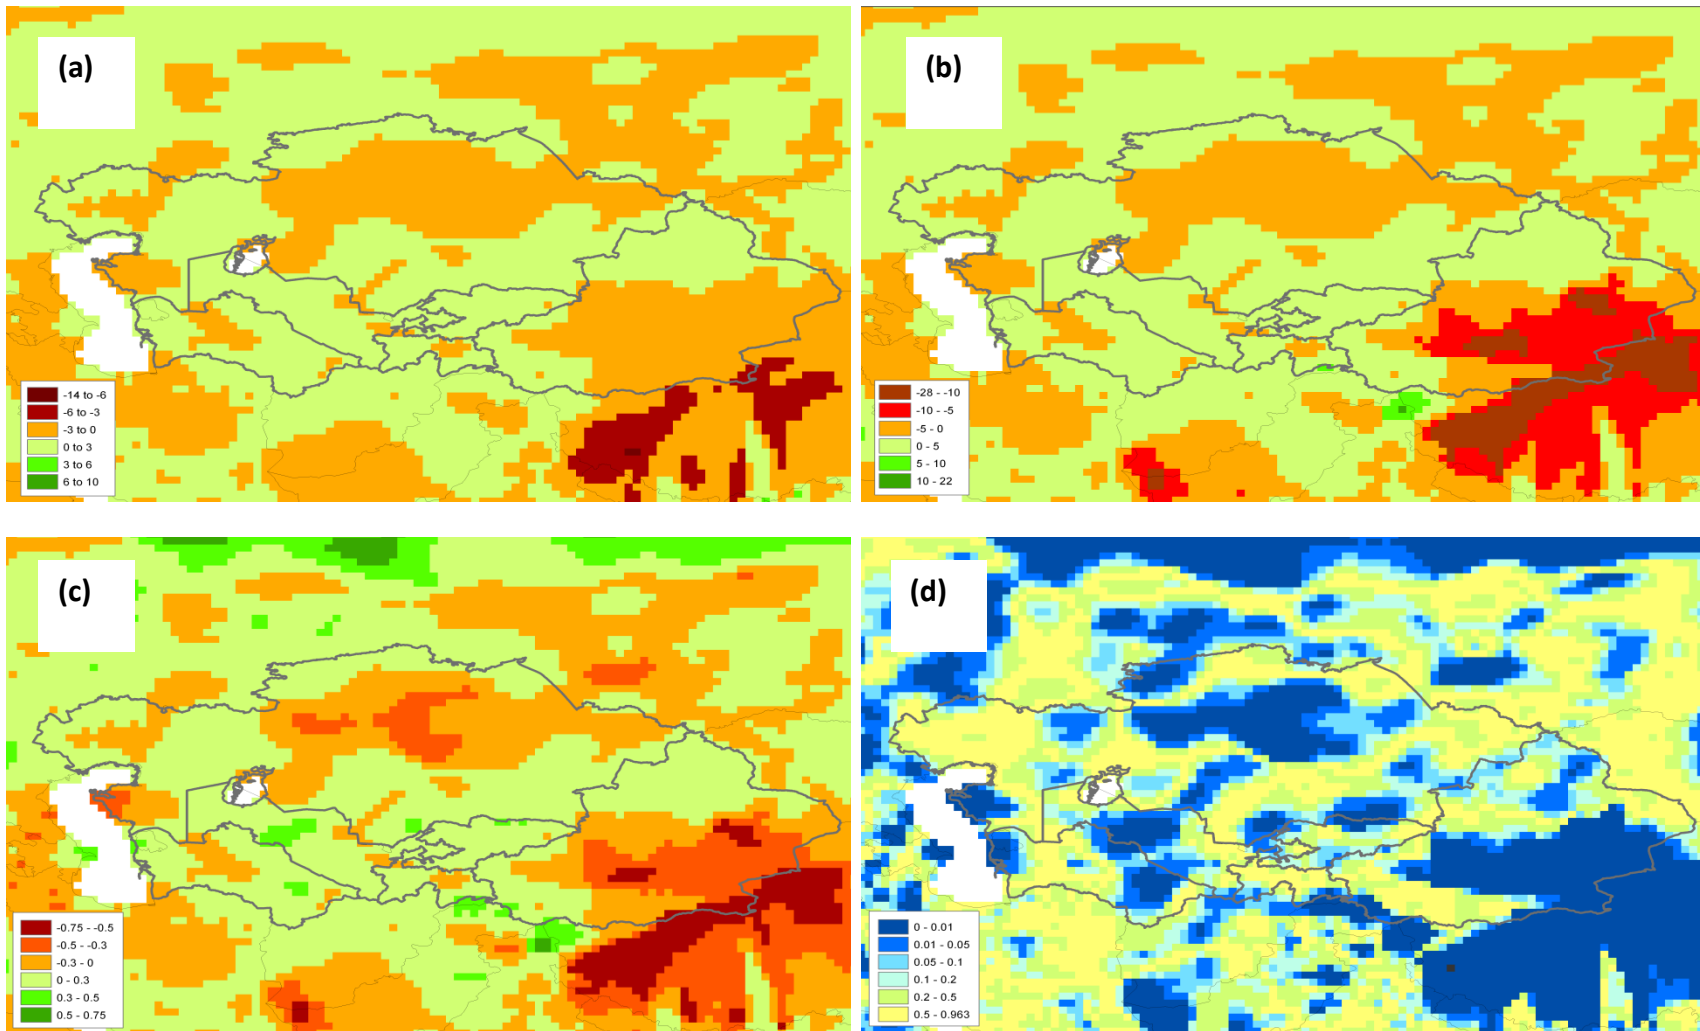 (a)
-14 to -6
-6 to -3
-3 to 0
0 to 3
3 to 6
6 to 10
(b)
-28 - -10
-10 - -5
-5 - 0
0 - 5
5 - 10
10 - 22
(c)
-0.75 - -0.5
-0.5 - -0.3
-0.3 - 0
0 - 0.3
0.3 - 0.5
0.5 - 0.75
(d)
0 - 0.01
0.01 - 0.05
0.05 - 0.1
0.1 - 0.2
0.2 - 0.5
0.5 - 0.963